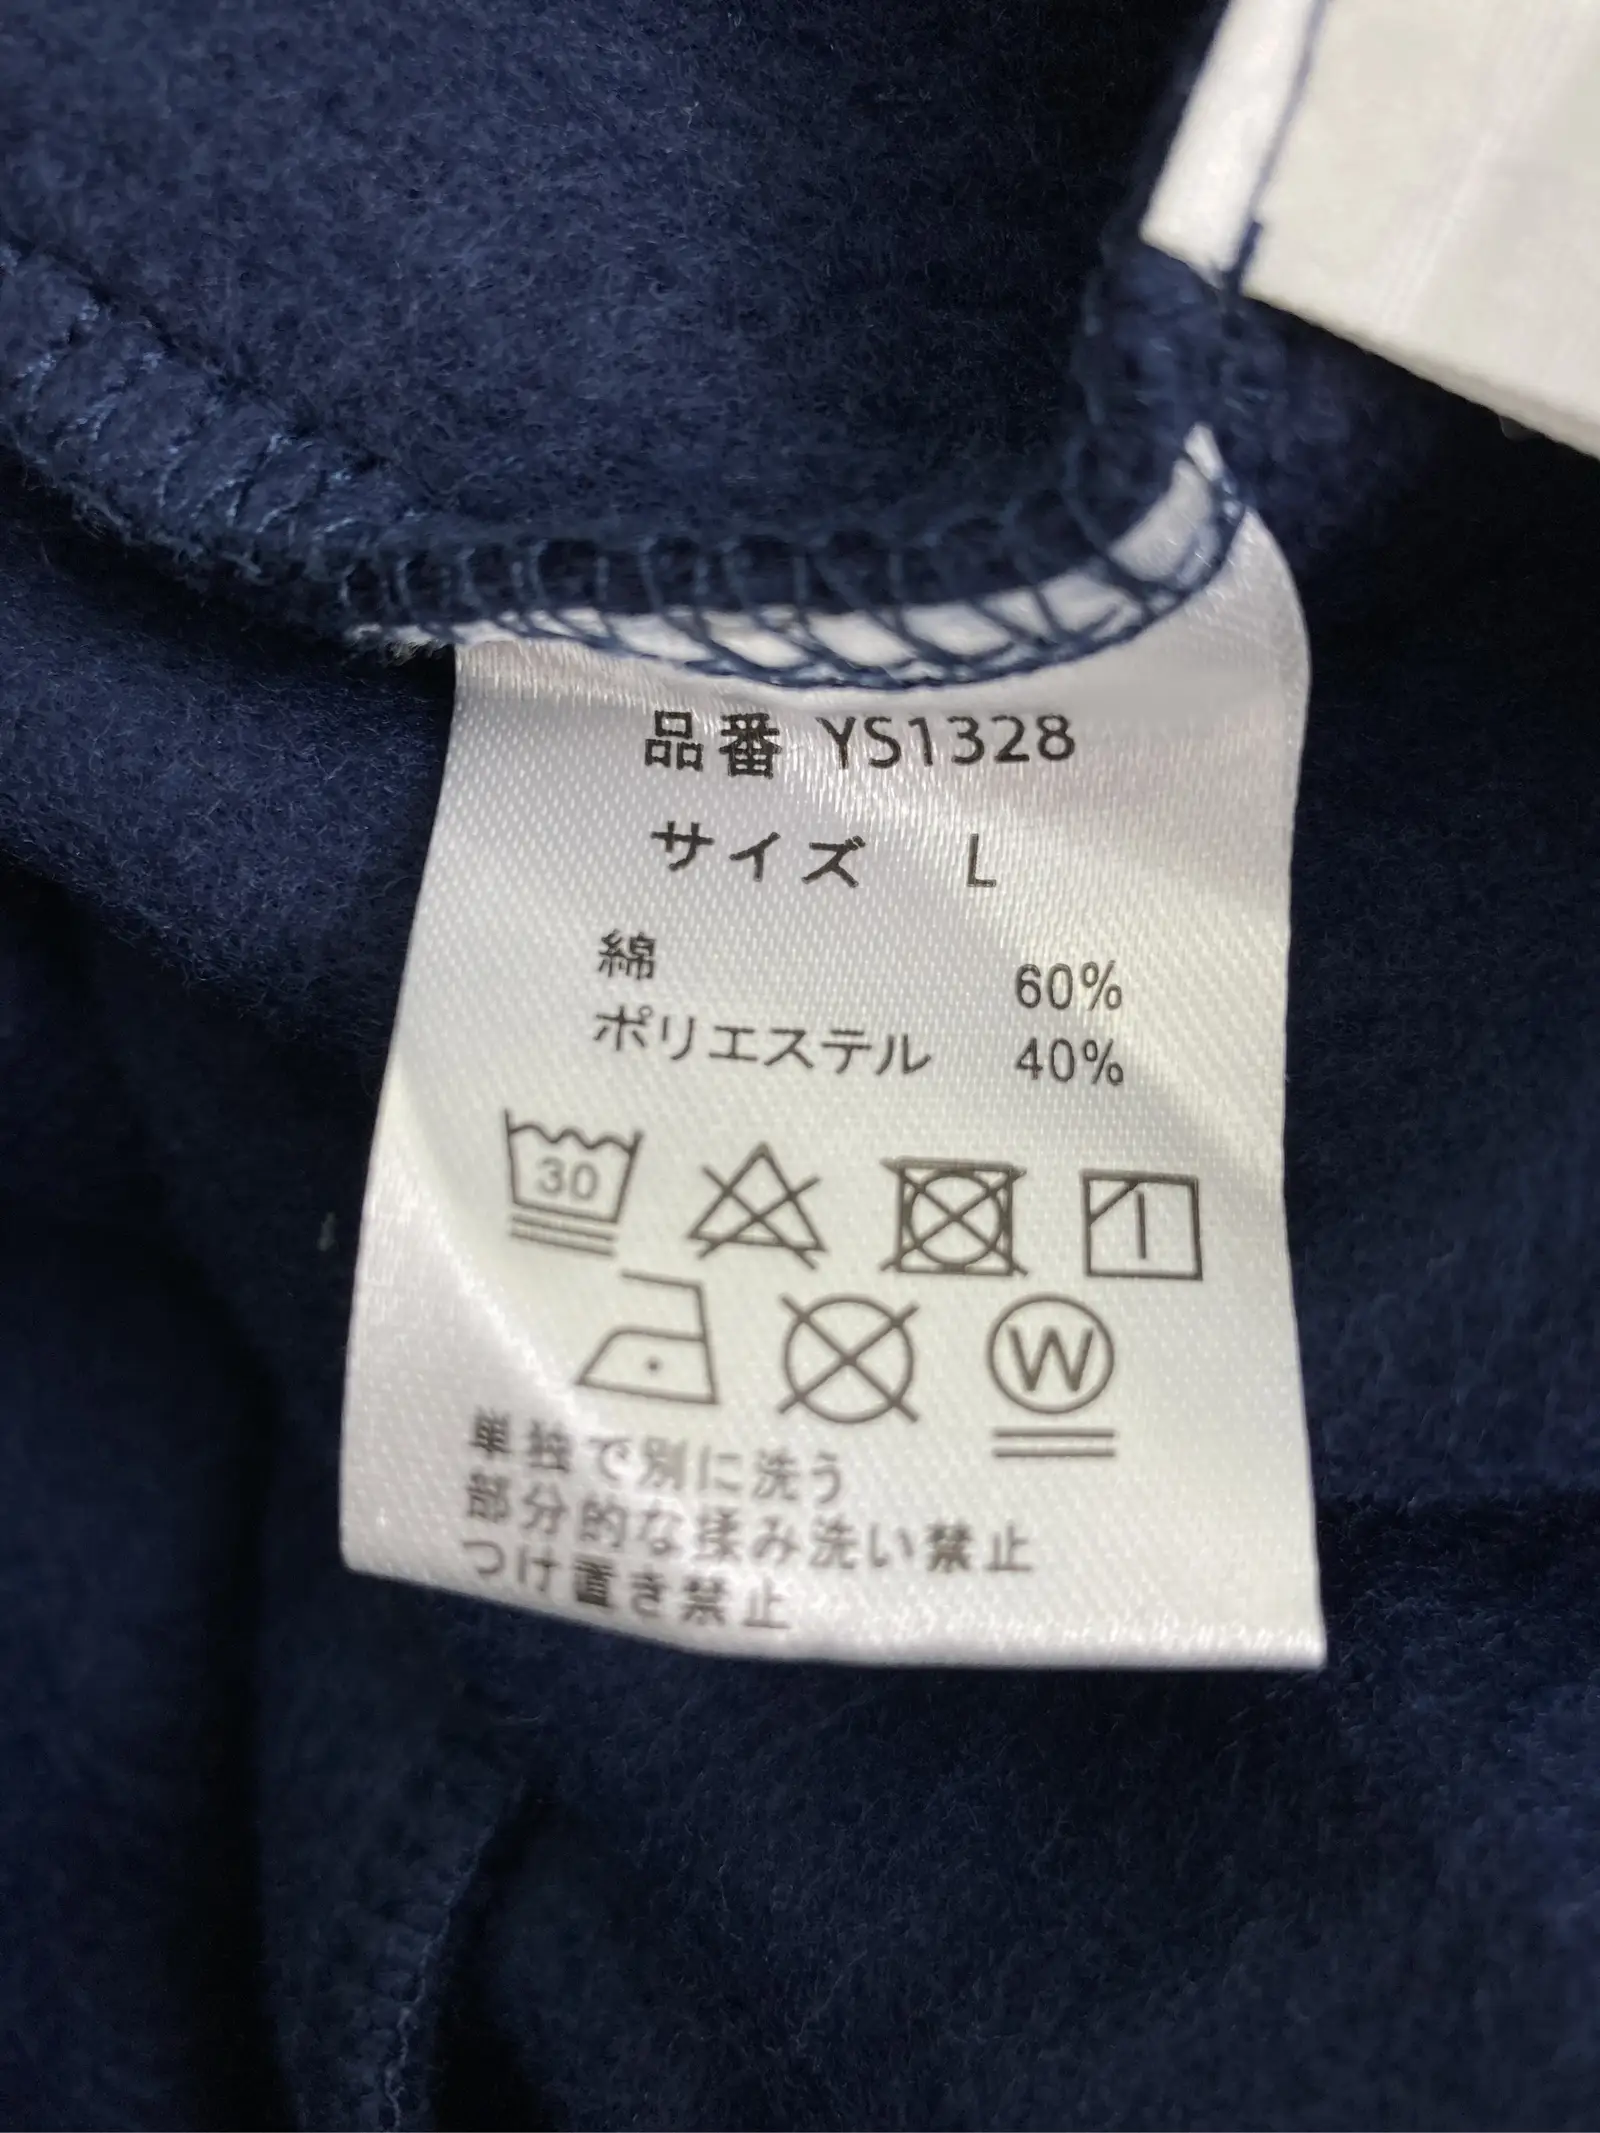 品番 YS1328
サイズ L
綿 60%
ポリエステル 40%
30
W
単独で別に洗う
部分的な揉み洗い禁止
つけ置き禁止